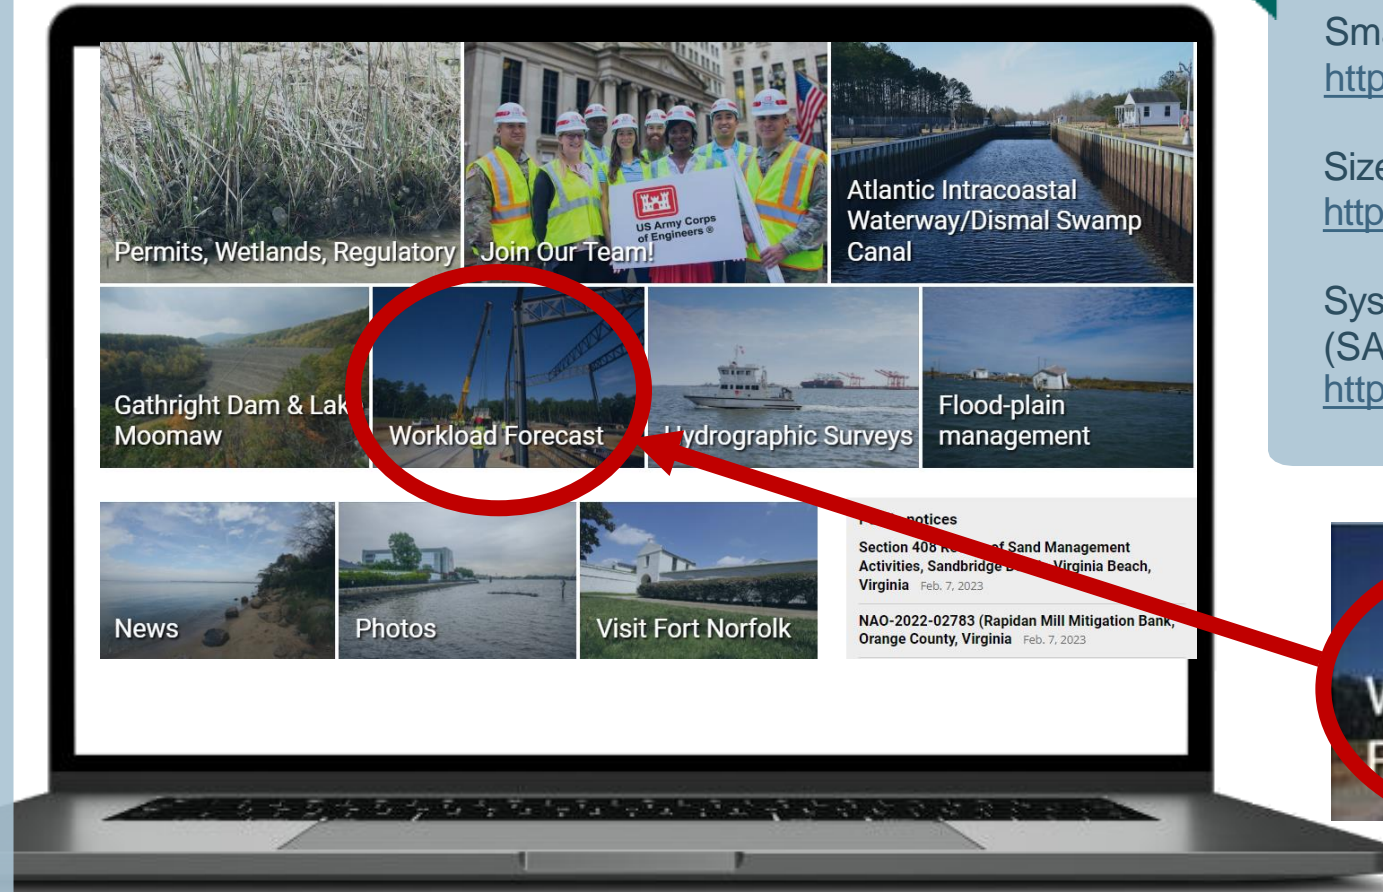 Permits, Wetlands, Regulatory
US Army Corps
of Engineers ®
Join Our Team!
Atlantic Intracoastal
Waterway/Dismal Swamp
Canal
Gathright Dam & Lak
Moomaw
Workload Forecast
Hydrographic Surveys
Flood-plain
management
News
Photos
Visit Fort Norfolk
notices
Section 408 of Sand Management
Activities, Sandbridge Virginia Beach,
Virginia Feb. 7, 2023
NAO-2022-02783 (Rapidan Mill Mitigation Bank,
Orange County, Virginia Feb. 7, 2023
Sma
http
Size
http
Sys
(SA
http
W
F